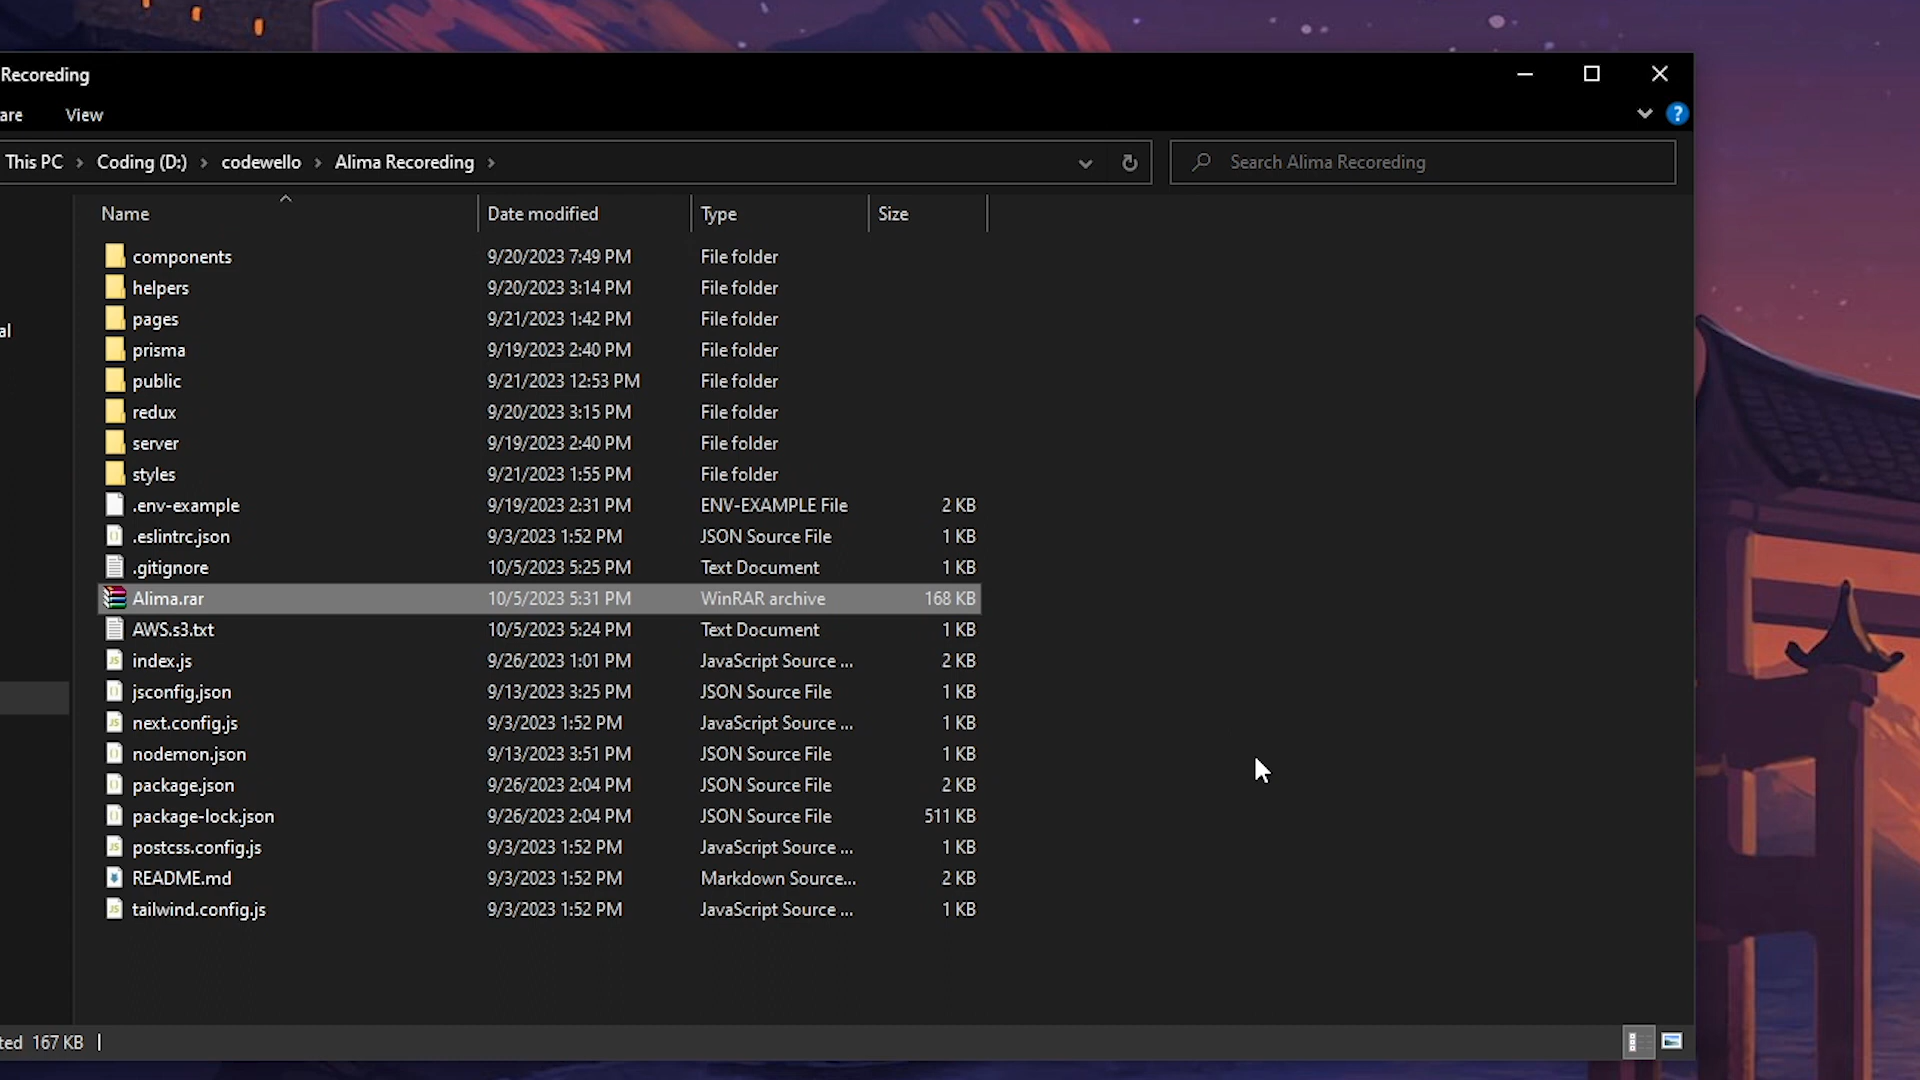 Recoreding
are View
?
This PC > Coding (D:) > codewello > Alima Recoreding >
Search Alima Recoreding
Name Date modified Type Size
components 9/20/2023 7:49 PM File folder
helpers 9/20/2023 3:14 PM File folder
pages 9/21/2023 1:42 PM File folder
al
prisma 9/19/2023 2:40 PM File folder
public 9/21/2023 12:53 PM File folder
redux 9/20/2023 3:15 PM File folder
server 9/19/2023 2:40 PM File folder
styles 9/21/2023 1:55 PM File folder
.env-example 9/19/2023 2:31 PM ENV-EXAMPLE File 2 KB
.eslintrc.json 9/3/2023 1:52 PM JSON Source File 1 KB
.gitignore 10/5/2023 5:25 PM Text Document 1 KB
Alima.rar 10/5/2023 5:31 PM WinRAR archive 168 KB
AWS.s3.txt 10/5/2023 5:24 PM Text Document 1 KB
index.js 9/26/2023 1:01 PM JavaScript Source ... 2 KB
jsconfig.json 9/13/2023 3:25 PM JSON Source File 1 KB
next.config.js 9/3/2023 1:52 PM JavaScript Source ... 1 KB
nodemon.json 9/13/2023 3:51 PM JSON Source File 1 KB
package.json 9/26/2023 2:04 PM JSON Source File 2 KB
package-lock.json 9/26/2023 2:04 PM JSON Source File 511 KB
postcss.config.js 9/3/2023 1:52 PM JavaScript Source ... 1 KB
README.md 9/3/2023 1:52 PM Markdown Source... 2 KB
tailwind.config.js 9/3/2023 1:52 PM JavaScript Source ... 1 KB
ted 167 KB